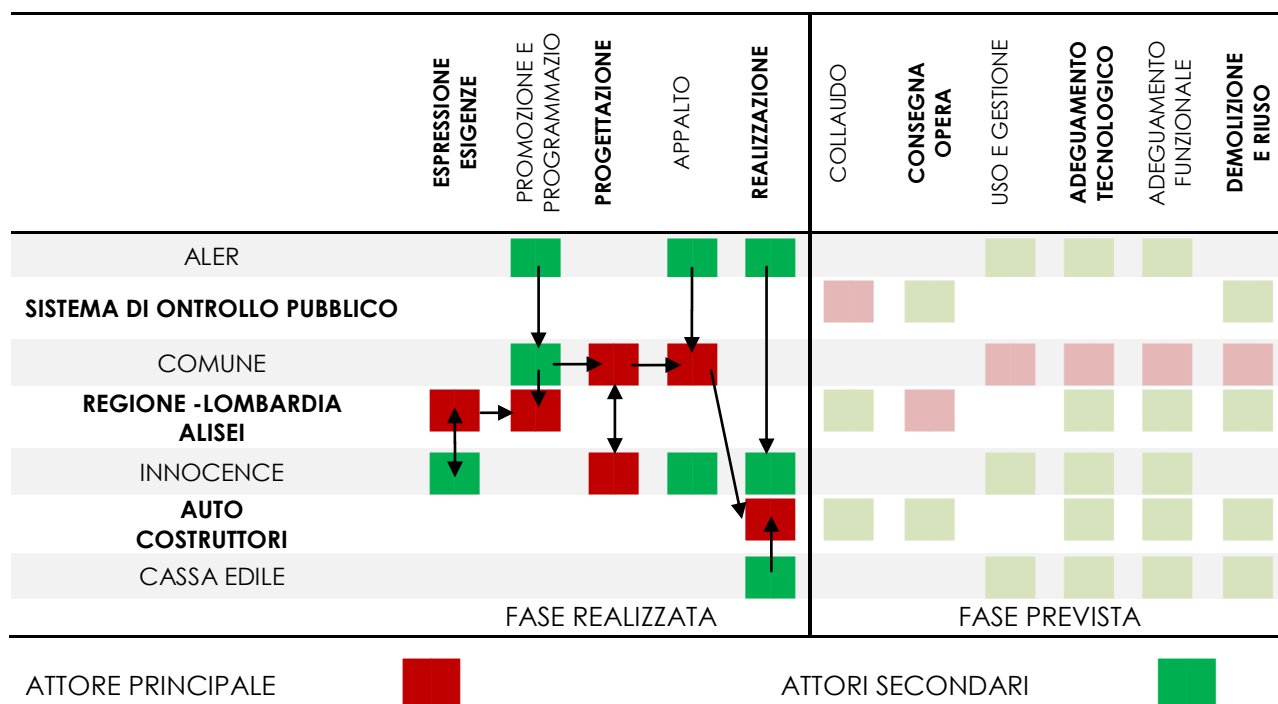 ESPRESSIONE
ESIGENZE
PROMOZIONE E
PROGRAMMAZIO
PROGETTAZIONE
APPALTO
REALIZZAZIONE
COLLAUDO
CONSEGNA
OPERA
USO E GESTIONE
ADEGUAMENTO
TECNOLOGICO
ADEGUAMENTO
FUNZIONALE
DEMOLIZIONE
E RIUSO
ALER
SISTEMA DI ONTROLLO PUBBLICO
COMUNE
REGIONE -LOMBARDIA
ALISEI
INNOCENCE
AUTO
COSTRUTTORI
CASSA EDILE
FASE REALIZZATA
FASE PREVISTA
ATTORE PRINCIPALE
ATTORI SECONDARI